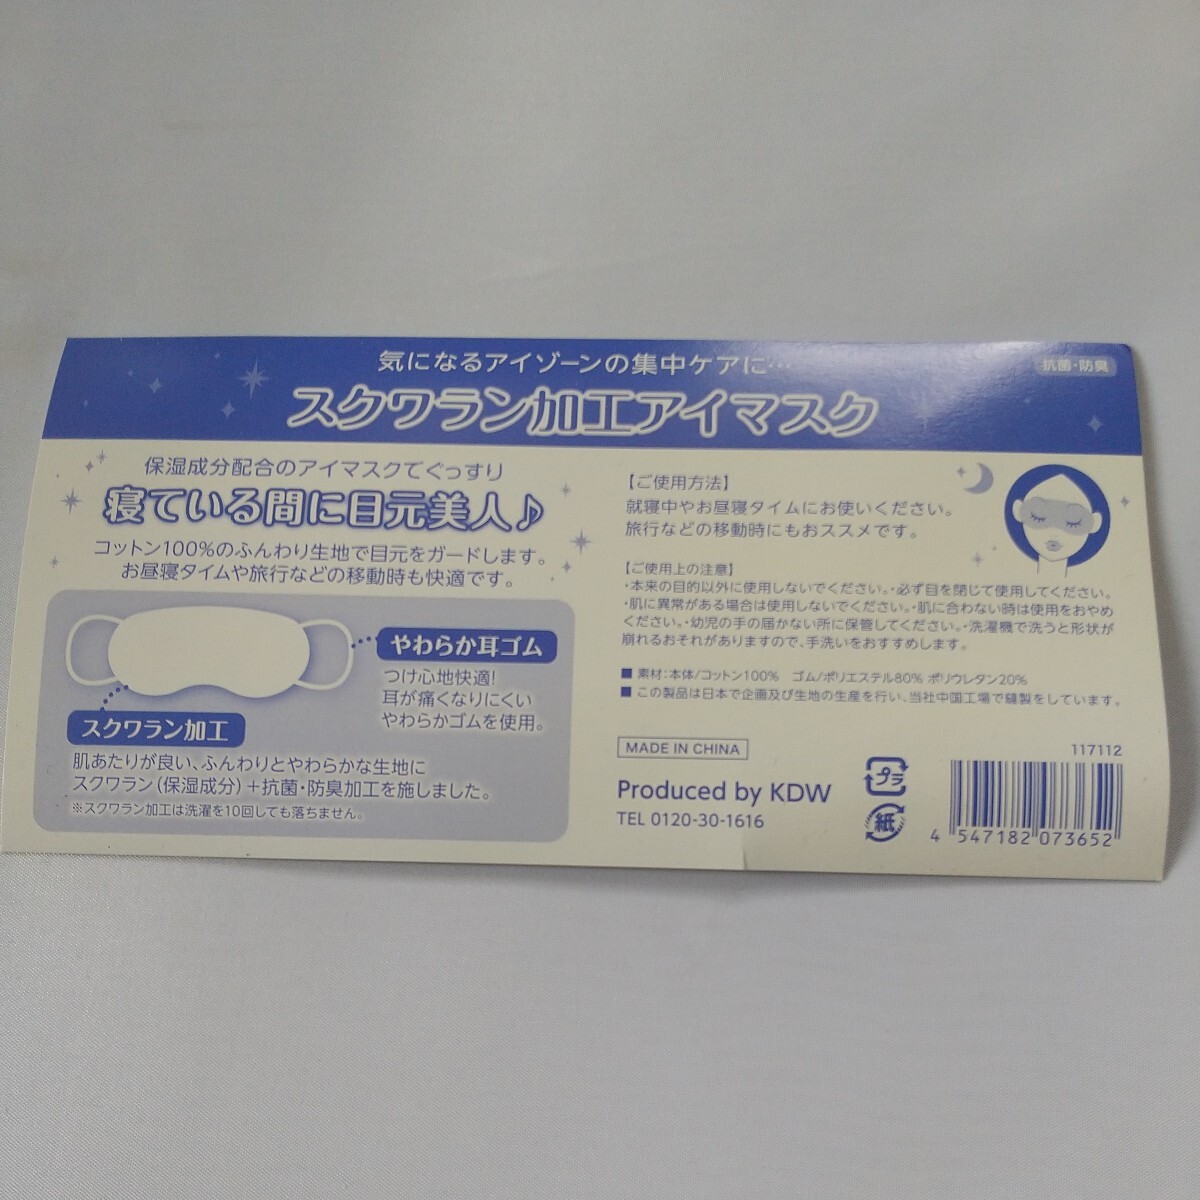 気になるアイゾーンの集中ケアに…
抗菌・防臭
スクワラン加工アイマスク
保湿成分配合のアイマスクでぐっすり
寝ている間に目元美人♪
コットン100%のふんわり生地で目元をガードします。
お昼寝タイムや旅行などの移動時も快適です。
やわらか耳ゴム
つけ心地快適!
耳が痛くなりにくい
やわらかゴムを使用。
スクワラン加工
肌あたりが良い、ふんわりとやわらかな生地に
スクワラン(保湿成分)+抗菌・防臭加工を施しました。
※スクワラン加工は洗濯を10回しても落ちません。
【ご使用方法】
就寝中やお昼寝タイムにお使いください。
旅行などの移動時にもおススメです。
【ご使用上の注意】
・本来の目的以外に使用しないでください。・必ず目を閉じて使用してください。
・肌に異常がある場合は使用しないでください。・肌に合わない時は使用をおやめ
ください。・幼児の手の届かない所に保管してください。・洗濯機で洗うと形状が
崩れるおそれがありますので、手洗いをおすすめします。
■ 素材:本体/コットン100% ゴム/ポリエステル80% ポリウレタン20%
■ この製品は日本で企画及び生地の生産を行い、当社中国工場で縫製をしています。
MADE IN CHINA
117112
Produced by KDW
TEL 0120-30-1616
プラ
紙
4 547182 073652